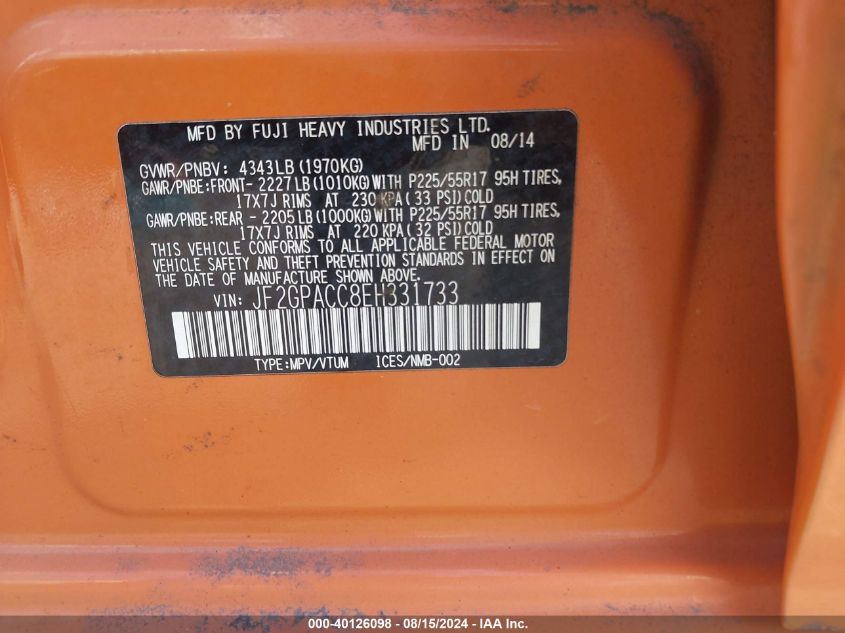 MFD BY FUJI HEAVY INDUSTRIES LTD.
MFD IN 08/14
GVWR/PNBV: 4343LB (1970KG)
GAWR/PNBE:FRONT- 2227LB (1010KG) WITH P225/55R17 95H TIRES,
17X7J RIMS AT 230 KPA (33 PSI) COLD
GAWR/PNBE:REAR - 2205LB (1000KG) WITH P225/55R17 95H TIRES,
17X7J RIMS AT 220 KPA (32 PSI) COLD
THIS VEHICLE CONFORMS TO ALL APPLICABLE FEDERAL MOTOR
VEHICLE SAFETY AND THEFT PREVENTION STANDARDS IN EFFECT ON
THE DATE OF MANUFACTURE SHOWN ABOVE.
VIN: JF2GPACC8EH331733
TYPE:MPV/VTUM ICES/NMB-002
000-40126098 - 08/15/2024 - IAA Inc.